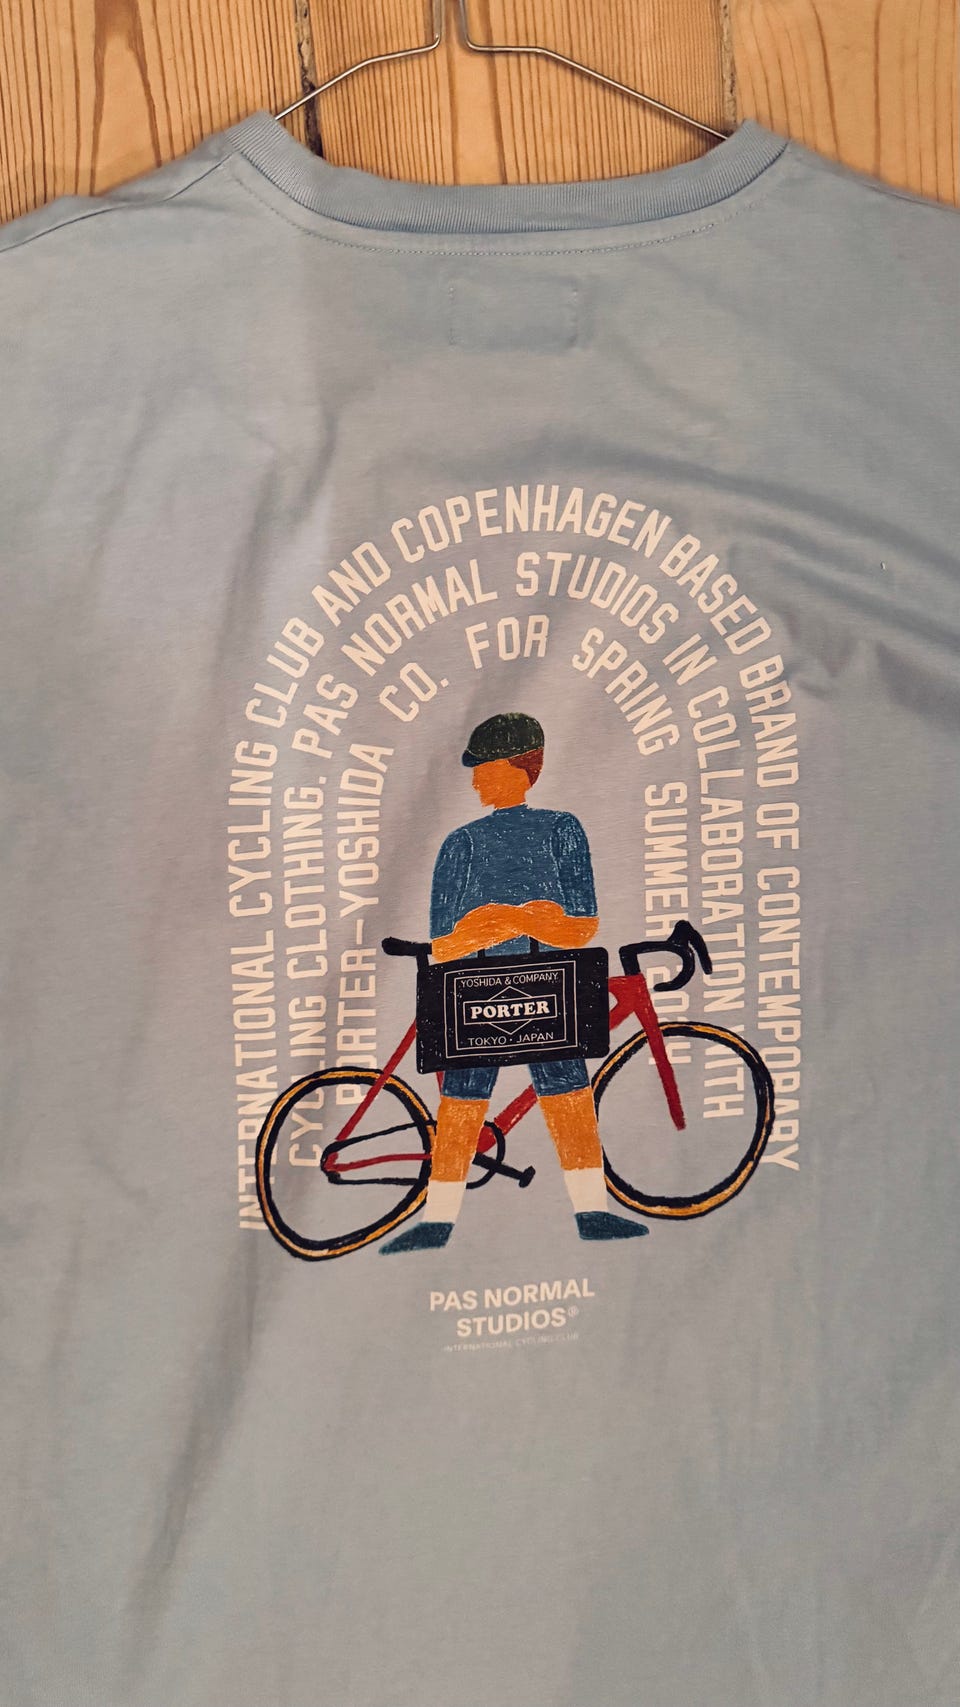 INTERNATIONAL CYCLING CLUB AND COPENHAGEN BASED BRAND OF CONTEMPORARY
CYCLING CLOTHING. PAS NORMAL STUDIOS IN COLLABORATION WITH
PORTER-YOSHIDA CO. FOR SPRING SUMMER
YOSHIDA & COMPANY
PORTER
TOKYO · JAPAN
PAS NORMAL
STUDIOS®
INTERNATIONAL CYCLING CLUB